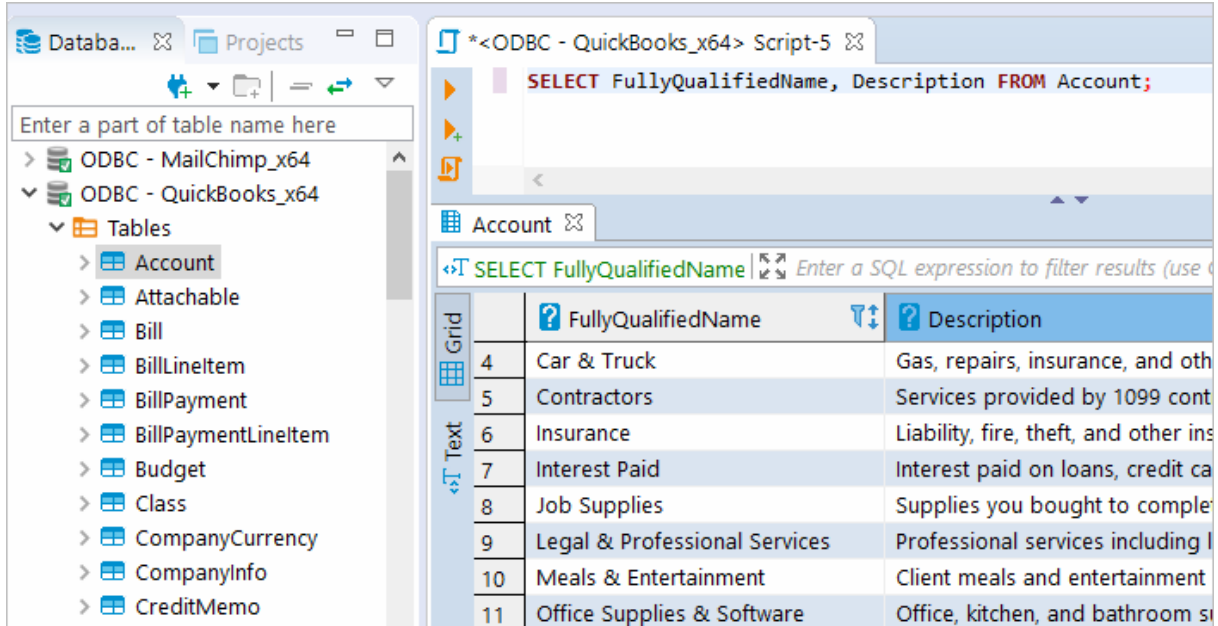 Databa... Projects
Enter a part of table name here
ODBC - MailChimp_x64
ODBC - QuickBooks_x64
Tables
Account
Attachable
Bill
BillLineItem
BillPayment
BillPaymentLineItem
Budget
Class
CompanyCurrency
CompanyInfo
CreditMemo
*<ODBC - QuickBooks_x64> Script-5
SELECT FullyQualifiedName, Description FROM Account;
Account
SELECT FullyQualifiedName Enter a SQL expression to filter results (use
Grid
Text
FullyQualifiedName Description
4 Car & Truck Gas, repairs, insurance, and oth
5 Contractors Services provided by 1099 cont
6 Insurance Liability, fire, theft, and other ins
7 Interest Paid Interest paid on loans, credit ca
8 Job Supplies Supplies you bought to comple
9 Legal & Professional Services Professional services including l
10 Meals & Entertainment Client meals and entertainment
11 Office Supplies & Software Office, kitchen, and bathroom su